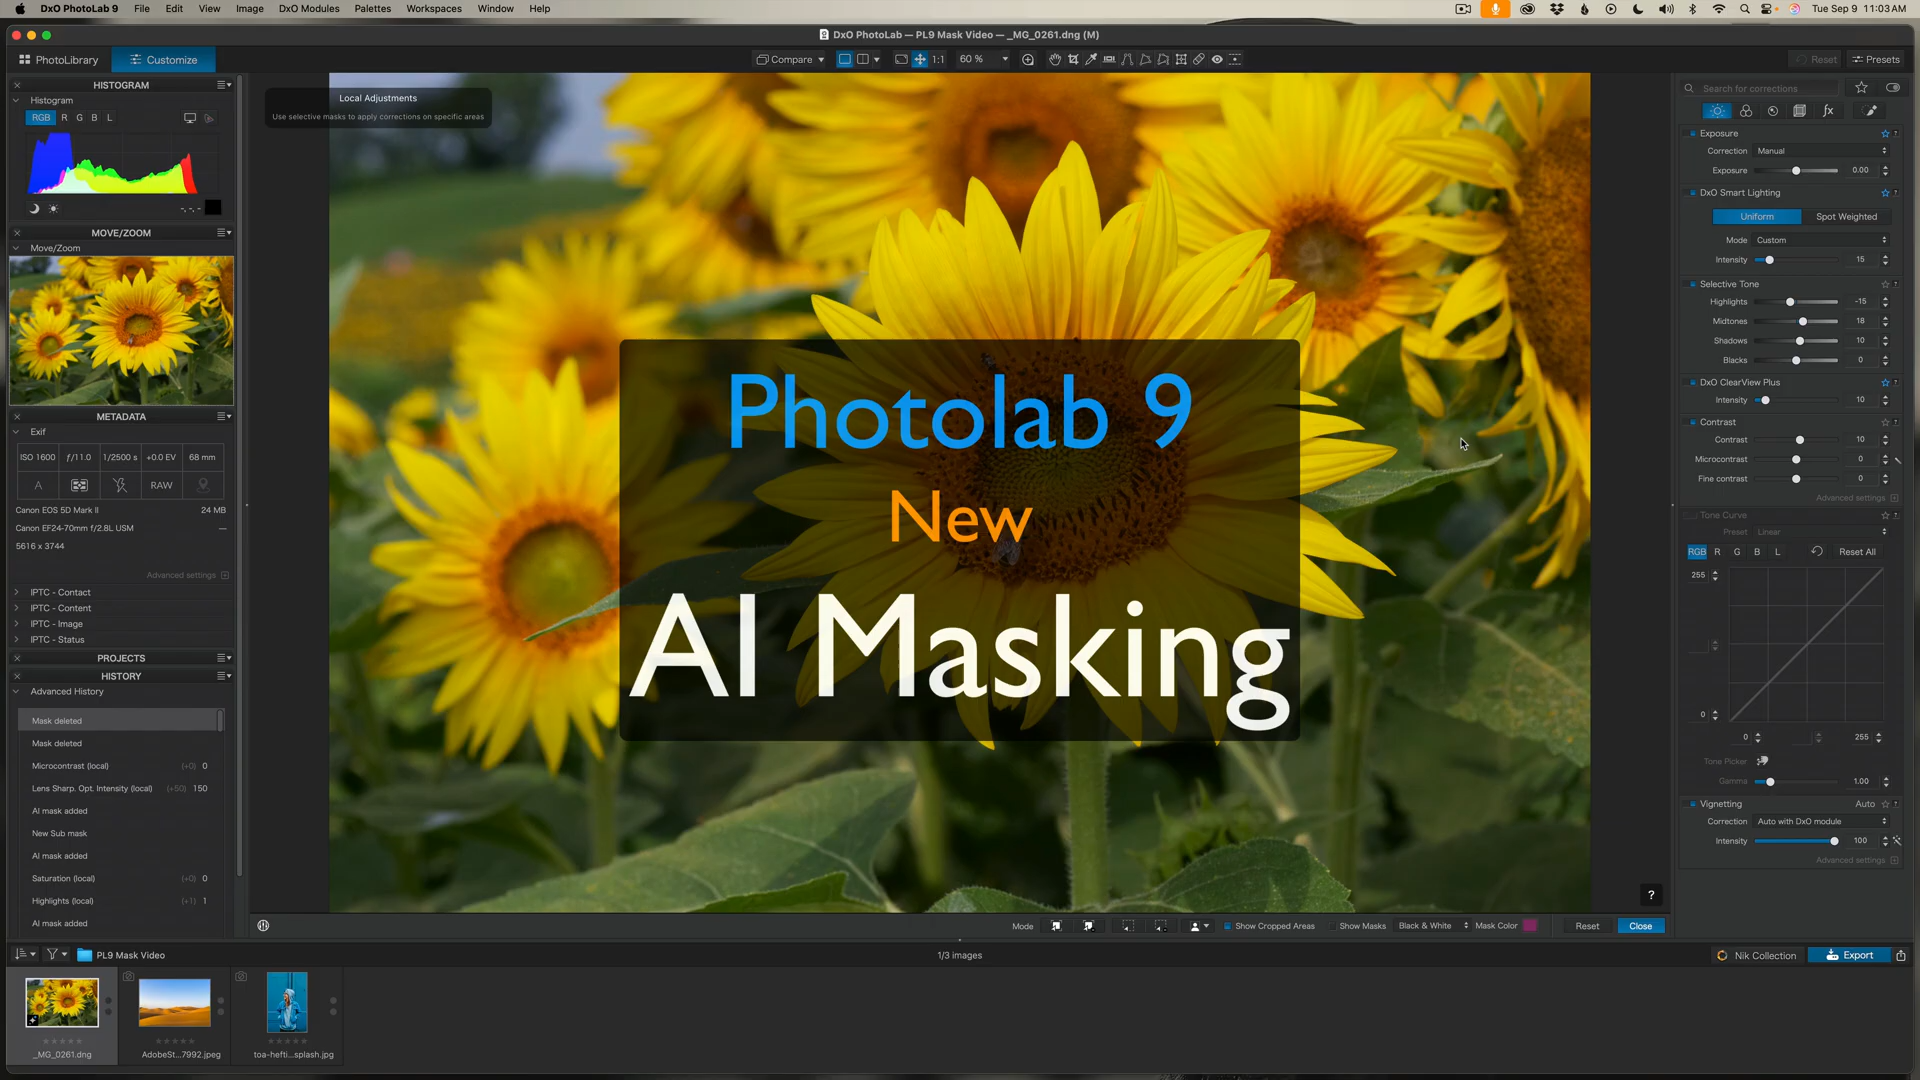 DxO PhotoLab 9 File Edit View Image DxO Modules Palettes Workspaces Window Help
Tue Sep 9 11:03AM
DxO PhotoLab — PL9 Mask Video — _MG_0261.dng (M)
PhotoLibrary Customize
Compare 1:1 60 %
Reset Presets
HISTOGRAM
Histogram
RGB R G B L
MOVE/ZOOM
Move/Zoom
METADATA
Exif
ISO 1600 ƒ/11.0 1/2500 s +0.0 EV 68 mm
A RAW
Canon EOS 5D Mark II 24 MB
Canon EF24-70mm f/2.8L USM —
5616 x 3744
Advanced settings
IPTC - Contact
IPTC - Content
IPTC - Image
IPTC - Status
PROJECTS
HISTORY
Advanced History
Mask deleted
Mask deleted
Microcontrast (local) (+0) 0
Lens Sharp. Opt. Intensity (local) (+50) 150
AI mask added
New Sub mask
AI mask added
Saturation (local) (+0) 0
Highlights (local) (+1) 1
AI mask added
Local Adjustments
Use selective masks to apply corrections on specific areas
Photolab 9
New
AI Masking
?
Mode Show Cropped Areas Show Masks Black & White Mask Color Reset Close
Search for corrections
fx
Exposure
Correction Manual
Exposure 0.00
DxO Smart Lighting
Uniform Spot Weighted
Mode Custom
Intensity 15
Selective Tone
Highlights -15
Midtones 18
Shadows 10
Blacks 0
DxO ClearView Plus
Intensity 10
Contrast
Contrast 10
Microcontrast 0
Fine contrast 0
Advanced settings
Tone Curve
Preset Linear
RGB R G B L Reset All
255
0
0 255
Tone Picker
Gamma 1.00
Vignetting Auto
Correction Auto with DxO module
Intensity 100
Advanced settings
PL9 Mask Video
1/3 images
Nik Collection Export
_MG_0261.dng
AdobeSt...7992.jpeg
toa-hefti...splash.jpg